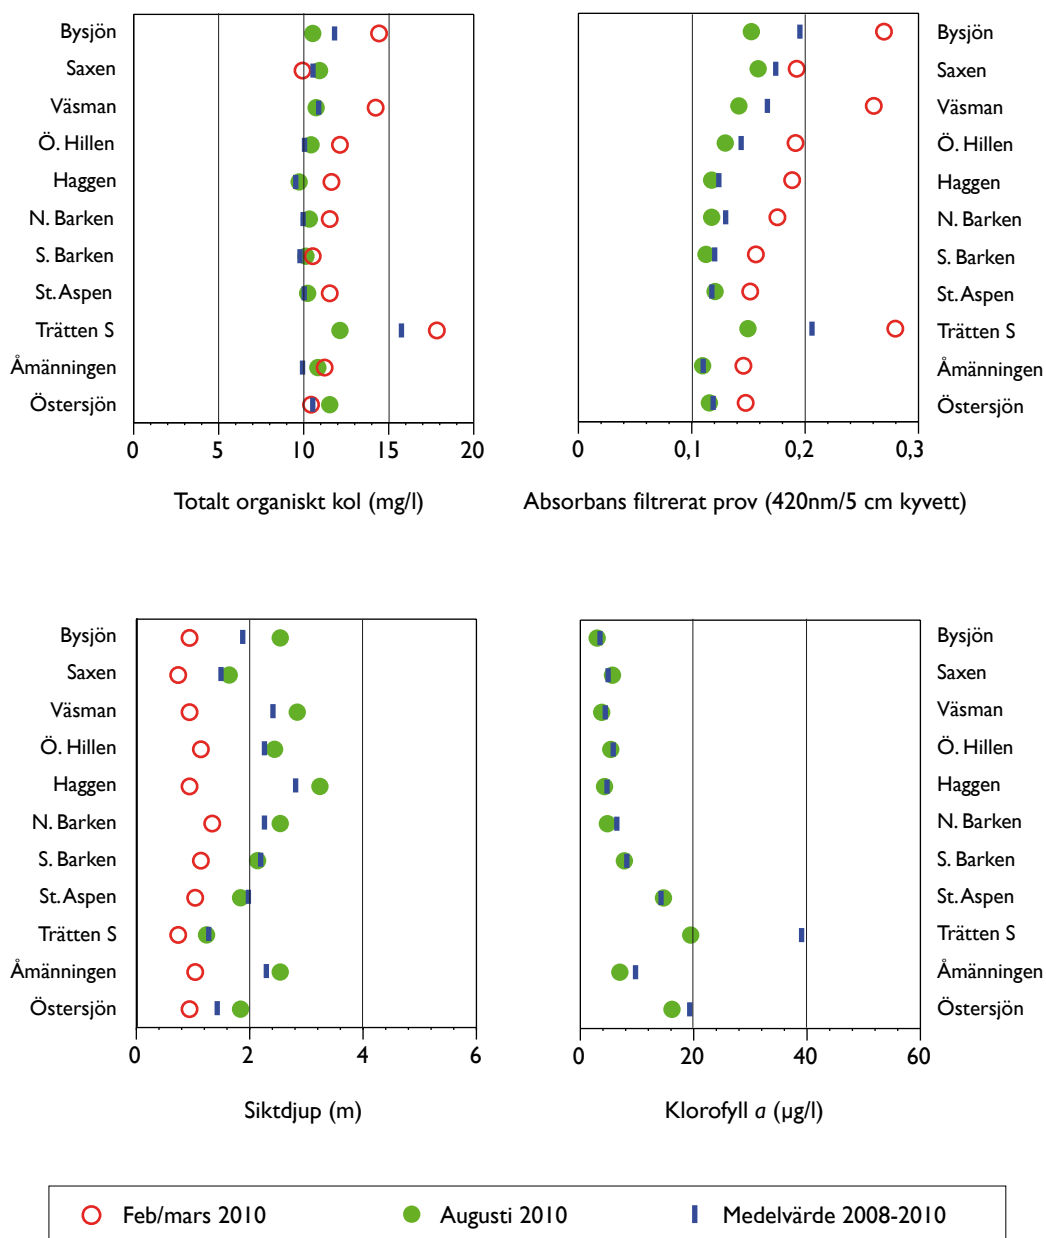 Bysjön
Saxen
Väsman
Ö. Hillen
Haggen
N. Barken
S. Barken
St. Aspen
Trätten S
Åmänningen
Östersjön
0 5 10 15 20
Totalt organiskt kol (mg/l)
Bysjön
Saxen
Väsman
Ö. Hillen
Haggen
N. Barken
S. Barken
St. Aspen
Trätten S
Åmänningen
Östersjön
0 0,1 0,2 0,3
Absorbans filtrerat prov (420nm/5 cm kyvett)
Bysjön
Saxen
Väsman
Ö. Hillen
Haggen
N. Barken
S. Barken
St. Aspen
Trätten S
Åmänningen
Östersjön
0 2 4 6
Siktdjup (m)
Bysjön
Saxen
Väsman
Ö. Hillen
Haggen
N. Barken
S. Barken
St. Aspen
Trätten S
Åmänningen
Östersjön
0 20 40 60
Klorofyll a (µg/l)
Feb/mars 2010 Augusti 2010 Medelvärde 2008-2010